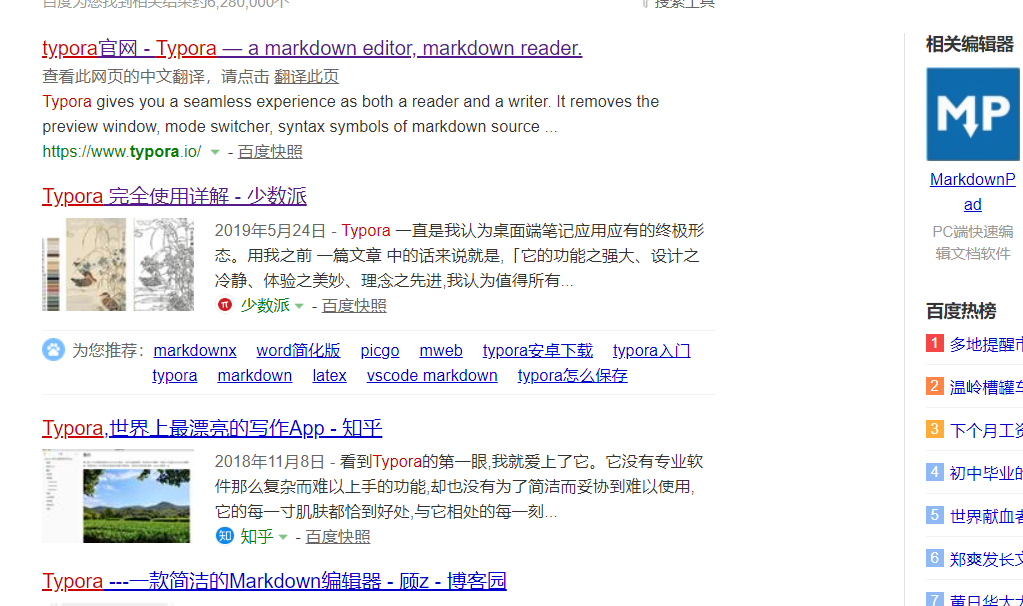 百度为您找到相关结果约6,280,000个
搜索工具
typora官网 - Typora — a markdown editor, markdown reader.
查看此网页的中文翻译，请点击 翻译此页
Typora gives you a seamless experience as both a reader and a writer. It removes the
preview window, mode switcher, syntax symbols of markdown source ...
https://www.typora.io/ - 百度快照
Typora 完全使用详解 - 少数派
2019年5月24日 - Typora 一直是我认为桌面端笔记应用应有的终极形
态。用我之前 一篇文章 中的话来说就是,「它的功能之强大、设计之
冷静、体验之美妙、理念之先进,我认为值得所有...
少数派 - 百度快照
为您推荐： markdownx word简化版 picgo mweb typora安卓下载 typora入门
typora markdown latex vscode markdown typora怎么保存
Typora,世界上最漂亮的写作App - 知乎
2018年11月8日 - 看到Typora的第一眼,我就爱上了它。它没有专业软
件那么复杂而难以上手的功能,却也没有为了简洁而妥协到难以使用,
它的每一寸肌肤都恰到好处,与它相处的每一刻...
知 知乎 - 百度快照
Typora ---一款简洁的Markdown编辑器 - 顾z - 博客园
相关编辑器
MP
MarkdownP
ad
PC端快速编
辑文档软件
百度热榜
1 多地提醒市
2 温岭槽罐车
3 下个月工资
4 初中毕业的
5 世界献血者
6 郑爽发长文
7 董日华大大